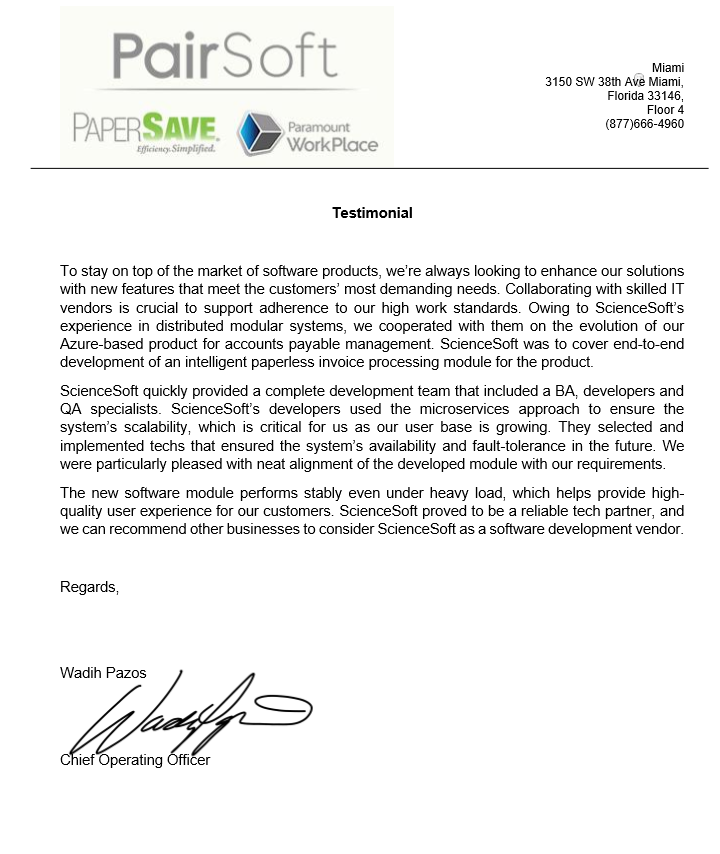 PairSoft
PAPERSAVE
Efficiency.Simplified.
Paramount
WorkPlace
Miami
3150 SW 38th Ave Miami,
Florida 33146,
Floor 4
(877)666-4960
Testimonial
To stay on top of the market of software products, we’re always looking to enhance our solutions
with new features that meet the customers’ most demanding needs. Collaborating with skilled IT
vendors is crucial to support adherence to our high work standards. Owing to ScienceSoft’s
experience in distributed modular systems, we cooperated with them on the evolution of our
Azure-based product for accounts payable management. ScienceSoft was to cover end-to-end
development of an intelligent paperless invoice processing module for the product.
ScienceSoft quickly provided a complete development team that included a BA, developers and
QA specialists. ScienceSoft’s developers used the microservices approach to ensure the
system’s scalability, which is critical for us as our user base is growing. They selected and
implemented techs that ensured the system’s availability and fault-tolerance in the future. We
were particularly pleased with neat alignment of the developed module with our requirements.
The new software module performs stably even under heavy load, which helps provide high-
quality user experience for our customers. ScienceSoft proved to be a reliable tech partner, and
we can recommend other businesses to consider ScienceSoft as a software development vendor.
Regards,
Wadih Pazos
Chief Operating Officer